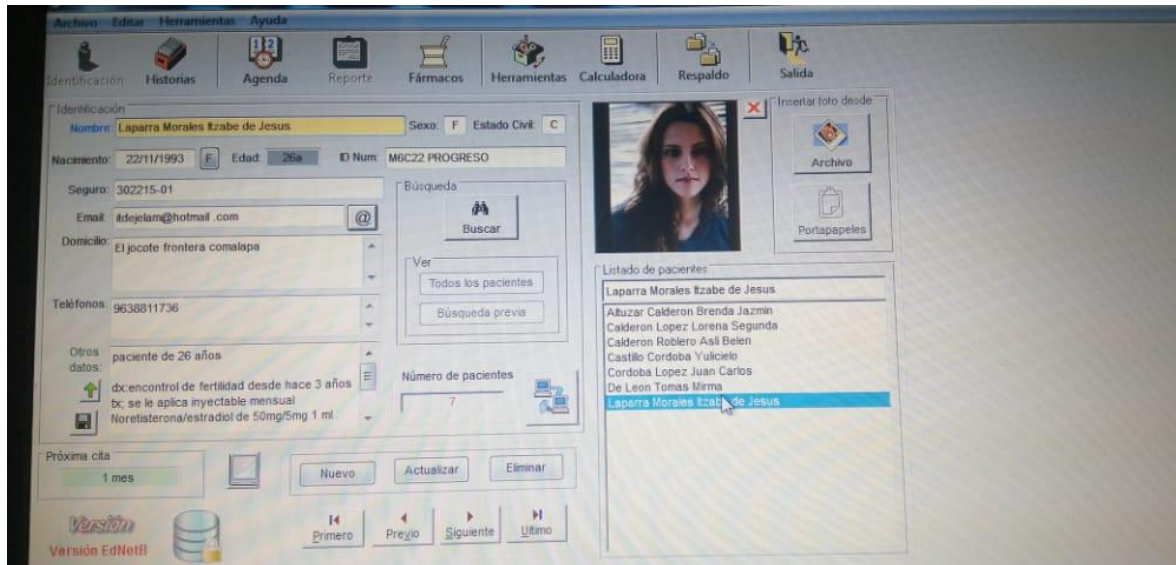 Archivo Editar Herramientas Ayuda
Identificación Historias Agenda Reporte Fármacos Herramientas Calculadora Respaldo Salida
Identificación
Nombre: Laparra Morales Itzabe de Jesus Sexo: F Estado Civil: C
Nacimiento: 22/11/1993 F. Edad: 26a ID Num: M6C22 PROGRESO
Seguro: 302215-01
Email: itdejelam@hotmail .com @
Domicilio: El jocote frontera comalapa
Teléfonos: 9638811736
Otros datos: paciente de 26 años
dx:encontrol de fertilidad desde hace 3 años
tx; se le aplica inyectable mensual
Noretisterona/estradiol de 50mg/5mg 1 ml
Búsqueda
Buscar
Ver
Todos los pacientes
Búsqueda previa
Número de pacientes
7
Próxima cita
1 mes
Nuevo Actualizar Eliminar
Primero Previo Siguiente Ultimo
Versión
Versión EdNetB
Insertar foto desde
Archivo
Portapapeles
Listado de pacientes
Laparra Morales Itzabe de Jesus
Altuzar Calderon Brenda Jazmin
Calderon Lopez Lorena Segunda
Calderon Roblero Asli Belen
Castillo Cordoba Yulicielo
Cordoba Lopez Juan Carlos
De Leon Tomas Mirma
Laparra Morales Itzabe de Jesus